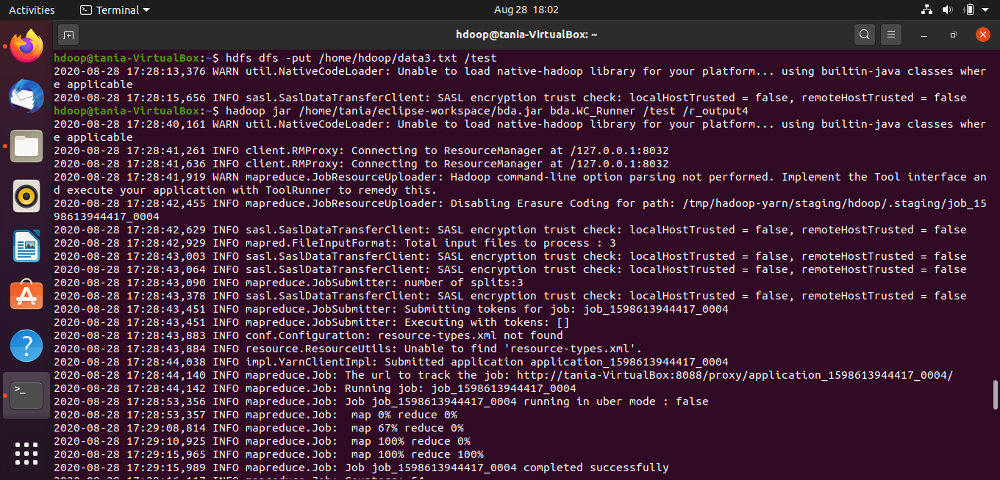 Activities
Terminal
Aug 28 18:02
hdoop@tania-VirtualBox: ~
hdoop@tania-VirtualBox:~$ hdfs dfs -put /home/hdoop/data3.txt /test
2020-08-28 17:28:13,376 WARN util.NativeCodeLoader: Unable to load native-hadoop library for your platform... using builtin-java classes wher
e applicable
2020-08-28 17:28:15,656 INFO sasl.SaslDataTransferClient: SASL encryption trust check: localHostTrusted = false, remoteHostTrusted = false
hdoop@tania-VirtualBox:~$ hadoop jar /home/tania/eclipse-workspace/bda.jar bda.WC_Runner /test /r_output4
2020-08-28 17:28:40,161 WARN util.NativeCodeLoader: Unable to load native-hadoop library for your platform... using builtin-java classes wher
e applicable
2020-08-28 17:28:41,261 INFO client.RMProxy: Connecting to ResourceManager at /127.0.0.1:8032
2020-08-28 17:28:41,636 INFO client.RMProxy: Connecting to ResourceManager at /127.0.0.1:8032
2020-08-28 17:28:41,919 WARN mapreduce.JobResourceUploader: Hadoop command-line option parsing not performed. Implement the Tool interface an
d execute your application with ToolRunner to remedy this.
2020-08-28 17:28:42,455 INFO mapreduce.JobResourceUploader: Disabling Erasure Coding for path: /tmp/hadoop-yarn/staging/hdoop/.staging/job_15
98613944417_0004
2020-08-28 17:28:42,629 INFO sasl.SaslDataTransferClient: SASL encryption trust check: localHostTrusted = false, remoteHostTrusted = false
2020-08-28 17:28:42,929 INFO mapred.FileInputFormat: Total input files to process : 3
2020-08-28 17:28:43,003 INFO sasl.SaslDataTransferClient: SASL encryption trust check: localHostTrusted = false, remoteHostTrusted = false
2020-08-28 17:28:43,064 INFO sasl.SaslDataTransferClient: SASL encryption trust check: localHostTrusted = false, remoteHostTrusted = false
2020-08-28 17:28:43,090 INFO mapreduce.JobSubmitter: number of splits:3
2020-08-28 17:28:43,378 INFO sasl.SaslDataTransferClient: SASL encryption trust check: localHostTrusted = false, remoteHostTrusted = false
2020-08-28 17:28:43,451 INFO mapreduce.JobSubmitter: Submitting tokens for job: job_1598613944417_0004
2020-08-28 17:28:43,451 INFO mapreduce.JobSubmitter: Executing with tokens: []
2020-08-28 17:28:43,883 INFO conf.Configuration: resource-types.xml not found
2020-08-28 17:28:43,884 INFO resource.ResourceUtils: Unable to find 'resource-types.xml'.
2020-08-28 17:28:44,038 INFO impl.YarnClientImpl: Submitted application application_1598613944417_0004
2020-08-28 17:28:44,140 INFO mapreduce.Job: The url to track the job: http://tania-VirtualBox:8088/proxy/application_1598613944417_0004/
2020-08-28 17:28:44,142 INFO mapreduce.Job: Running job: job_1598613944417_0004
2020-08-28 17:28:53,356 INFO mapreduce.Job: Job job_1598613944417_0004 running in uber mode : false
2020-08-28 17:28:53,357 INFO mapreduce.Job:  map 0% reduce 0%
2020-08-28 17:29:08,814 INFO mapreduce.Job:  map 67% reduce 0%
2020-08-28 17:29:10,925 INFO mapreduce.Job:  map 100% reduce 0%
2020-08-28 17:29:15,965 INFO mapreduce.Job:  map 100% reduce 100%
2020-08-28 17:29:15,989 INFO mapreduce.Job: Job job_1598613944417_0004 completed successfully
2020-08-28 17:29:16,117 INFO mapreduce.Job: Counters: 54